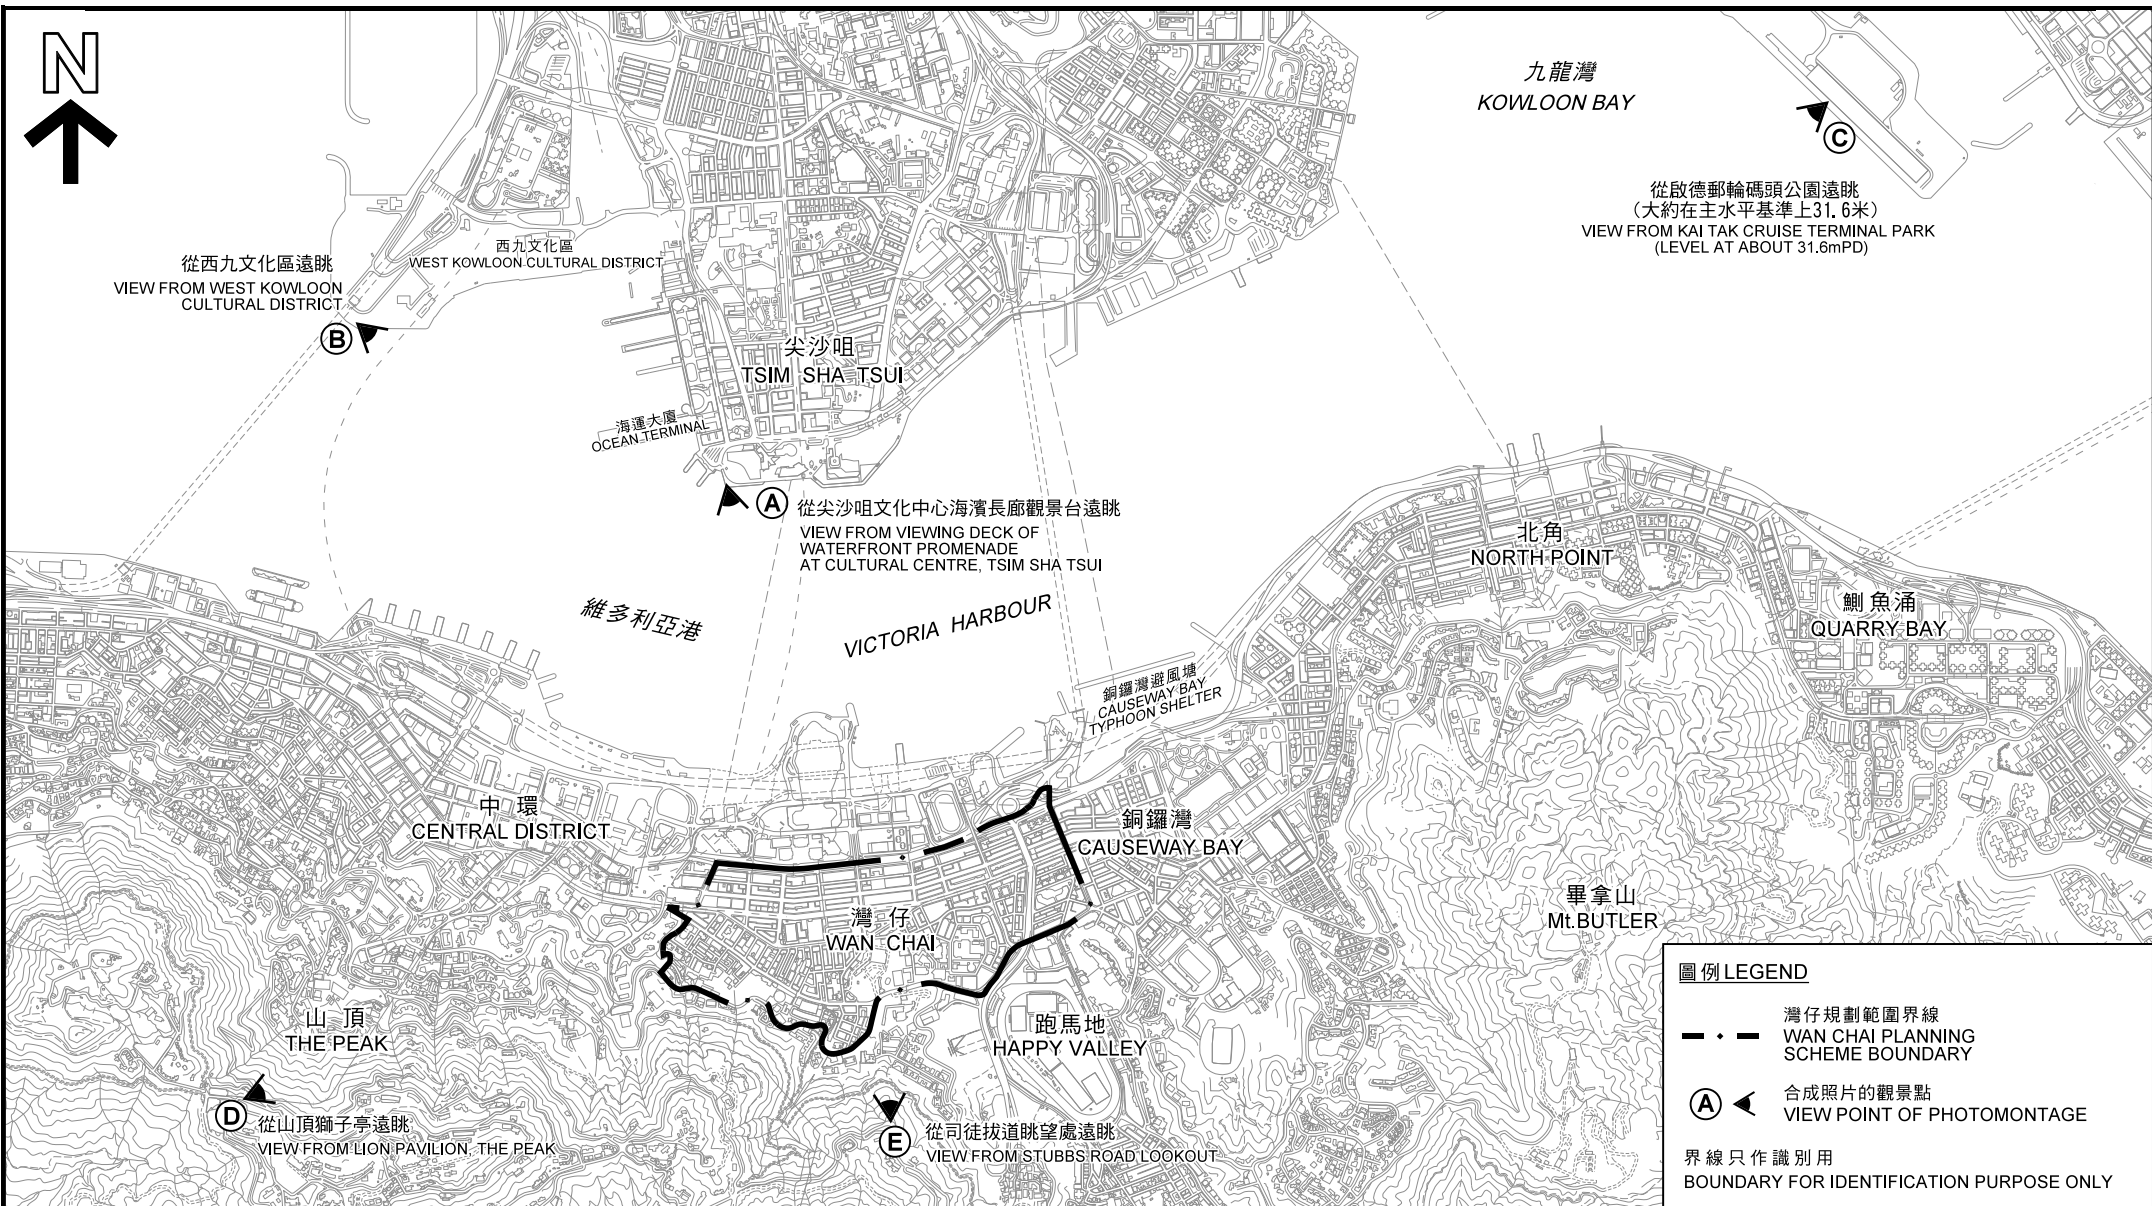 N
九龍灣
KOWLOON BAY
C
從啟德郵輪碼頭公園遠眺
(大約在主水平基準上31.6米)
VIEW FROM KAI TAK CRUISE TERMINAL PARK
(LEVEL AT ABOUT 31.6mPD)
西九文化區
WEST KOWLOON CULTURAL DISTRICT
從西九文化區遠眺
VIEW FROM WEST KOWLOON
CULTURAL DISTRICT
B
尖沙咀
TSIM SHA TSUI
海運大廈
OCEAN TERMINAL
A
從尖沙咀文化中心海濱長廊觀景台遠眺
VIEW FROM VIEWING DECK OF
WATERFRONT PROMENADE
AT CULTURAL CENTRE, TSIM SHA TSUI
北角
NORTH POINT
鰂魚涌
QUARRY BAY
維多利亞港
VICTORIA HARBOUR
銅鑼灣避風塘
CAUSEWAY BAY
TYPHOON SHELTER
中環
CENTRAL DISTRICT
銅鑼灣
CAUSEWAY BAY
畢拿山
Mt.BUTLER
灣仔
WAN CHAI
山頂
THE PEAK
跑馬地
HAPPY VALLEY
D
從山頂獅子亭遠眺
VIEW FROM LION PAVILION, THE PEAK
E
從司徒拔道眺望處遠眺
VIEW FROM STUBBS ROAD LOOKOUT
圖例 LEGEND
灣仔規劃範圍界線
WAN CHAI PLANNING
SCHEME BOUNDARY
A
合成照片的觀景點
VIEW POINT OF PHOTOMONTAGE
界線只作識別用
BOUNDARY FOR IDENTIFICATION PURPOSE ONLY